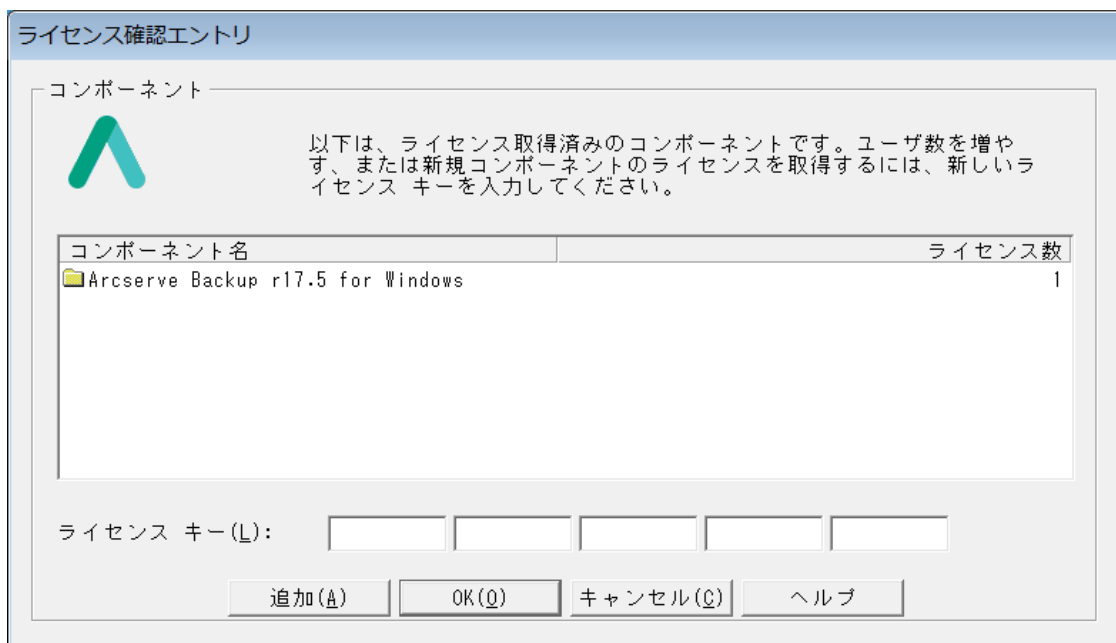 ライセンス確認エントリ
コンポーネント
以下は、ライセンス取得済みのコンポーネントです。ユーザ数を増や
す、または新規コンポーネントのライセンスを取得するには、新しいラ
イセンス キーを入力してください。
コンポーネント名 ライセンス数
Arcserve Backup r17.5 for Windows 1
ライセンス キー(L):
追加(A) OK(O) キャンセル(C) ヘルプ